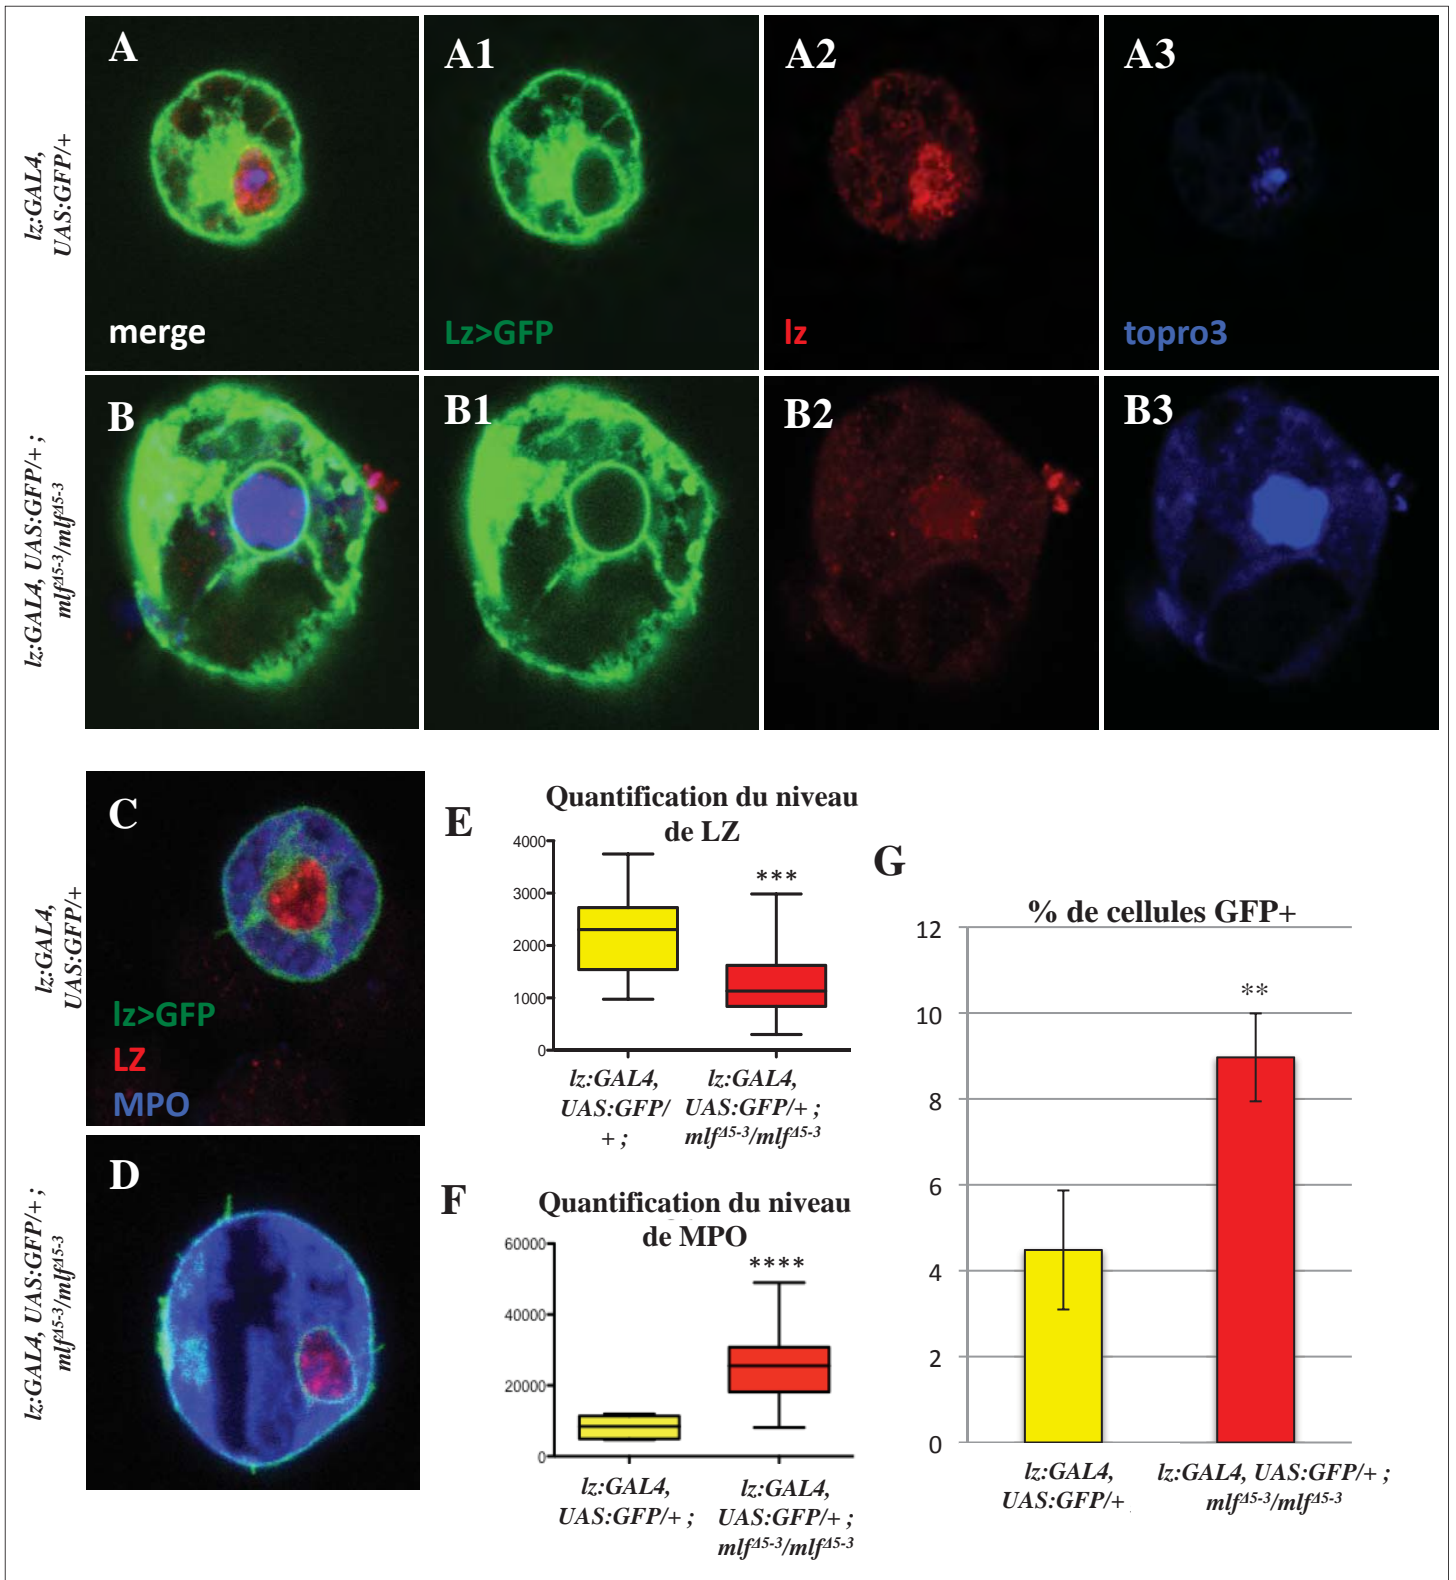 A
A1
A2
A3
lz:GAL4,
UAS:GFP/+
merge
Lz>GFP
lz
topro3
B
B1
B2
B3
lz:GAL4, UAS:GFP/+ ;
mlfΔ5-3/mlfΔ5-3
C
lz:GAL4,
UAS:GFP/+
lz>GFP
LZ
MPO
D
lz:GAL4, UAS:GFP/+ ;
mlfΔ5-3/mlfΔ5-3
E
Quantification du niveau
de LZ
4000
3000
2000
1000
0
***
lz:GAL4,
UAS:GFP/
+ ;
lz:GAL4,
UAS:GFP/+ ;
mlfΔ5-3/mlfΔ5-3
F
Quantification du niveau
de MPO
60000
40000
20000
0
****
lz:GAL4,
UAS:GFP/+ ;
lz:GAL4,
UAS:GFP/+ ;
mlfΔ5-3/mlfΔ5-3
G
% de cellules GFP+
12
10
8
6
4
2
0
**
lz:GAL4,
UAS:GFP/+
lz:GAL4, UAS:GFP/+ ;
mlfΔ5-3/mlfΔ5-3